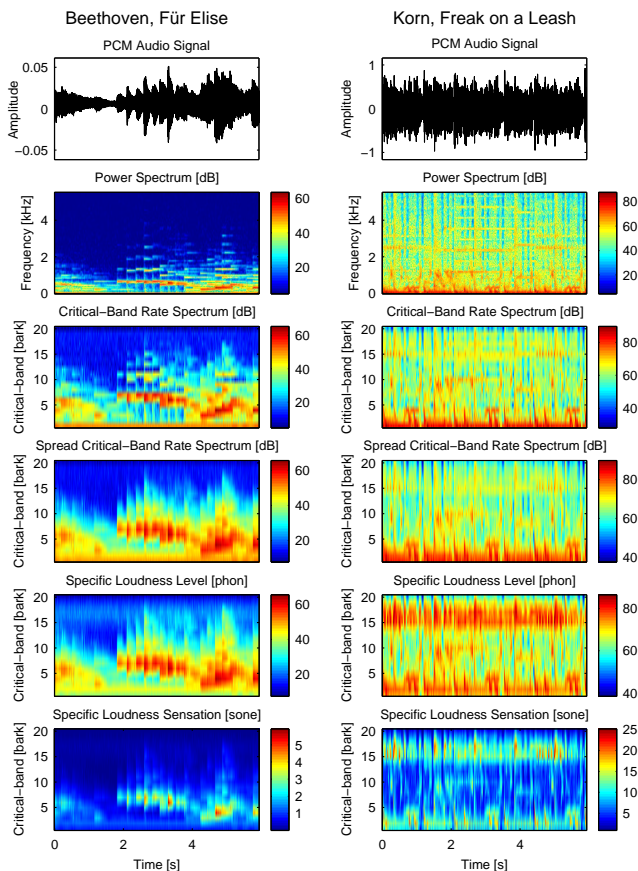 Beethoven, Für Elise
Korn, Freak on a Leash
PCM Audio Signal
PCM Audio Signal
Amplitude
0.05
0
−0.05
Amplitude
1
0
−1
Power Spectrum [dB]
Power Spectrum [dB]
Frequency [kHz]
4
2
0
60
40
20
Frequency [kHz]
4
2
0
80
60
40
Critical−Band Rate Spectrum [dB]
Critical−Band Rate Spectrum [dB]
Critical−band [bark]
20
15
10
5
60
40
20
Critical−band [bark]
20
15
10
5
80
60
40
Spread Critical−Band Rate Spectrum [dB]
Spread Critical−Band Rate Spectrum [dB]
Critical−band [bark]
20
15
10
5
60
40
20
Critical−band [bark]
20
15
10
5
80
60
40
Specific Loudness Level [phon]
Specific Loudness Level [phon]
Critical−band [bark]
20
15
10
5
60
40
20
Critical−band [bark]
20
15
10
5
80
60
40
Specific Loudness Sensation [sone]
Specific Loudness Sensation [sone]
Critical−band [bark]
20
15
10
5
5
4
3
2
1
Critical−band [bark]
20
15
10
5
25
20
15
10
5
0 2 4
0 2 4
Time [s]
Time [s]